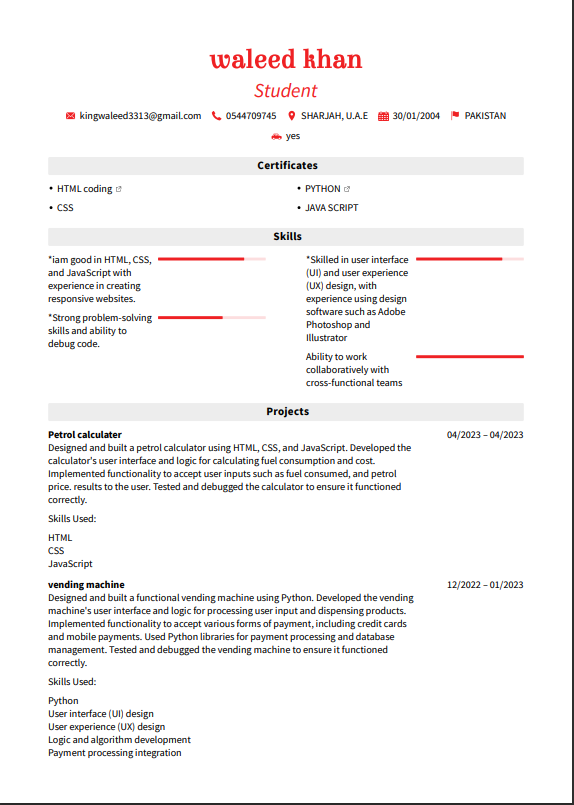 waleed khan
Student
kingwaleed3313@gmail.com 0544709745 SHARJAH, U.A.E 30/01/2004 PAKISTAN
yes
Certificates
• HTML coding
• PYTHON
• CSS
• JAVA SCRIPT
Skills
*iam good in HTML, CSS,
and JavaScript with
experience in creating
responsive websites.
*Skilled in user interface
(UI) and user experience
(UX) design, with
experience using design
software such as Adobe
Photoshop and
Illustrator
*Strong problem-solving
skills and ability to
debug code.
Ability to work
collaboratively with
cross-functional teams
Projects
Petrol calculater 04/2023 – 04/2023
Designed and built a petrol calculator using HTML, CSS, and JavaScript. Developed the
calculator's user interface and logic for calculating fuel consumption and cost.
Implemented functionality to accept user inputs such as fuel consumed, and petrol
price. results to the user. Tested and debugged the calculator to ensure it functioned
correctly.
Skills Used:
HTML
CSS
JavaScript
vending machine 12/2022 – 01/2023
Designed and built a functional vending machine using Python. Developed the vending
machine's user interface and logic for processing user input and dispensing products.
Implemented functionality to accept various forms of payment, including credit cards
and mobile payments. Used Python libraries for payment processing and database
management. Tested and debugged the vending machine to ensure it functioned
correctly.
Skills Used:
Python
User interface (UI) design
User experience (UX) design
Logic and algorithm development
Payment processing integration